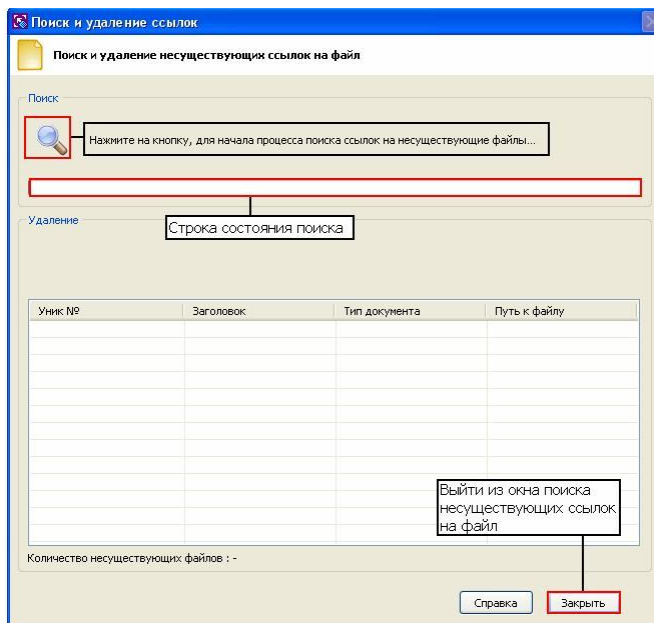 Поиск и удаление ссылок
Поиск и удаление несуществующих ссылок на файл
Поиск
Нажмите на кнопку, для начала процесса поиска ссылок на несуществующие файлы...
Строка состояния поиска
Удаление
Уник № Заголовок Тип документа Путь к файлу
Выйти из окна поиска
несуществующих ссылок
на файл
Количество несуществующих файлов : -
Справка Закрыть